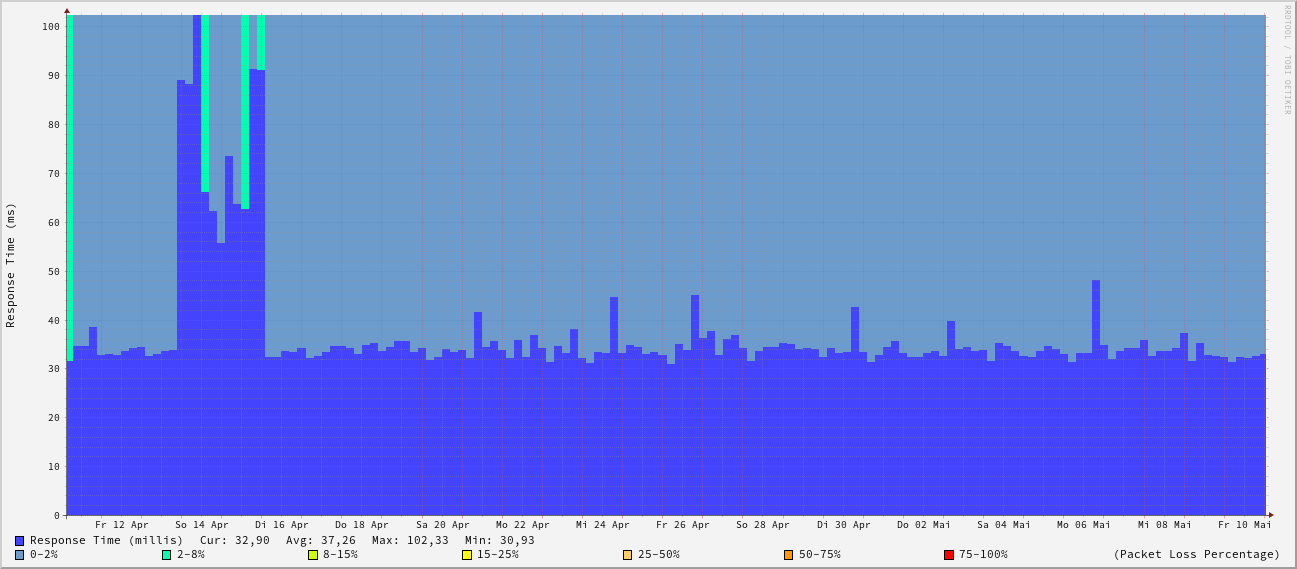 RRDTOOL / TOBI OETIKER
Response Time (ms)
100
90
80
70
60
50
40
30
20
10
0
Fr 12 Apr So 14 Apr Di 16 Apr Do 18 Apr Sa 20 Apr Mo 22 Apr Mi 24 Apr Fr 26 Apr So 28 Apr Di 30 Apr Do 02 Mai Sa 04 Mai Mo 06 Mai Mi 08 Mai Fr 10 Mai
Response Time (millis) Cur: 32,90 Avg: 37,26 Max: 102,33 Min: 30,93
0-2% 2-8% 8-15% 15-25% 25-50% 50-75% 75-100% (Packet Loss Percentage)